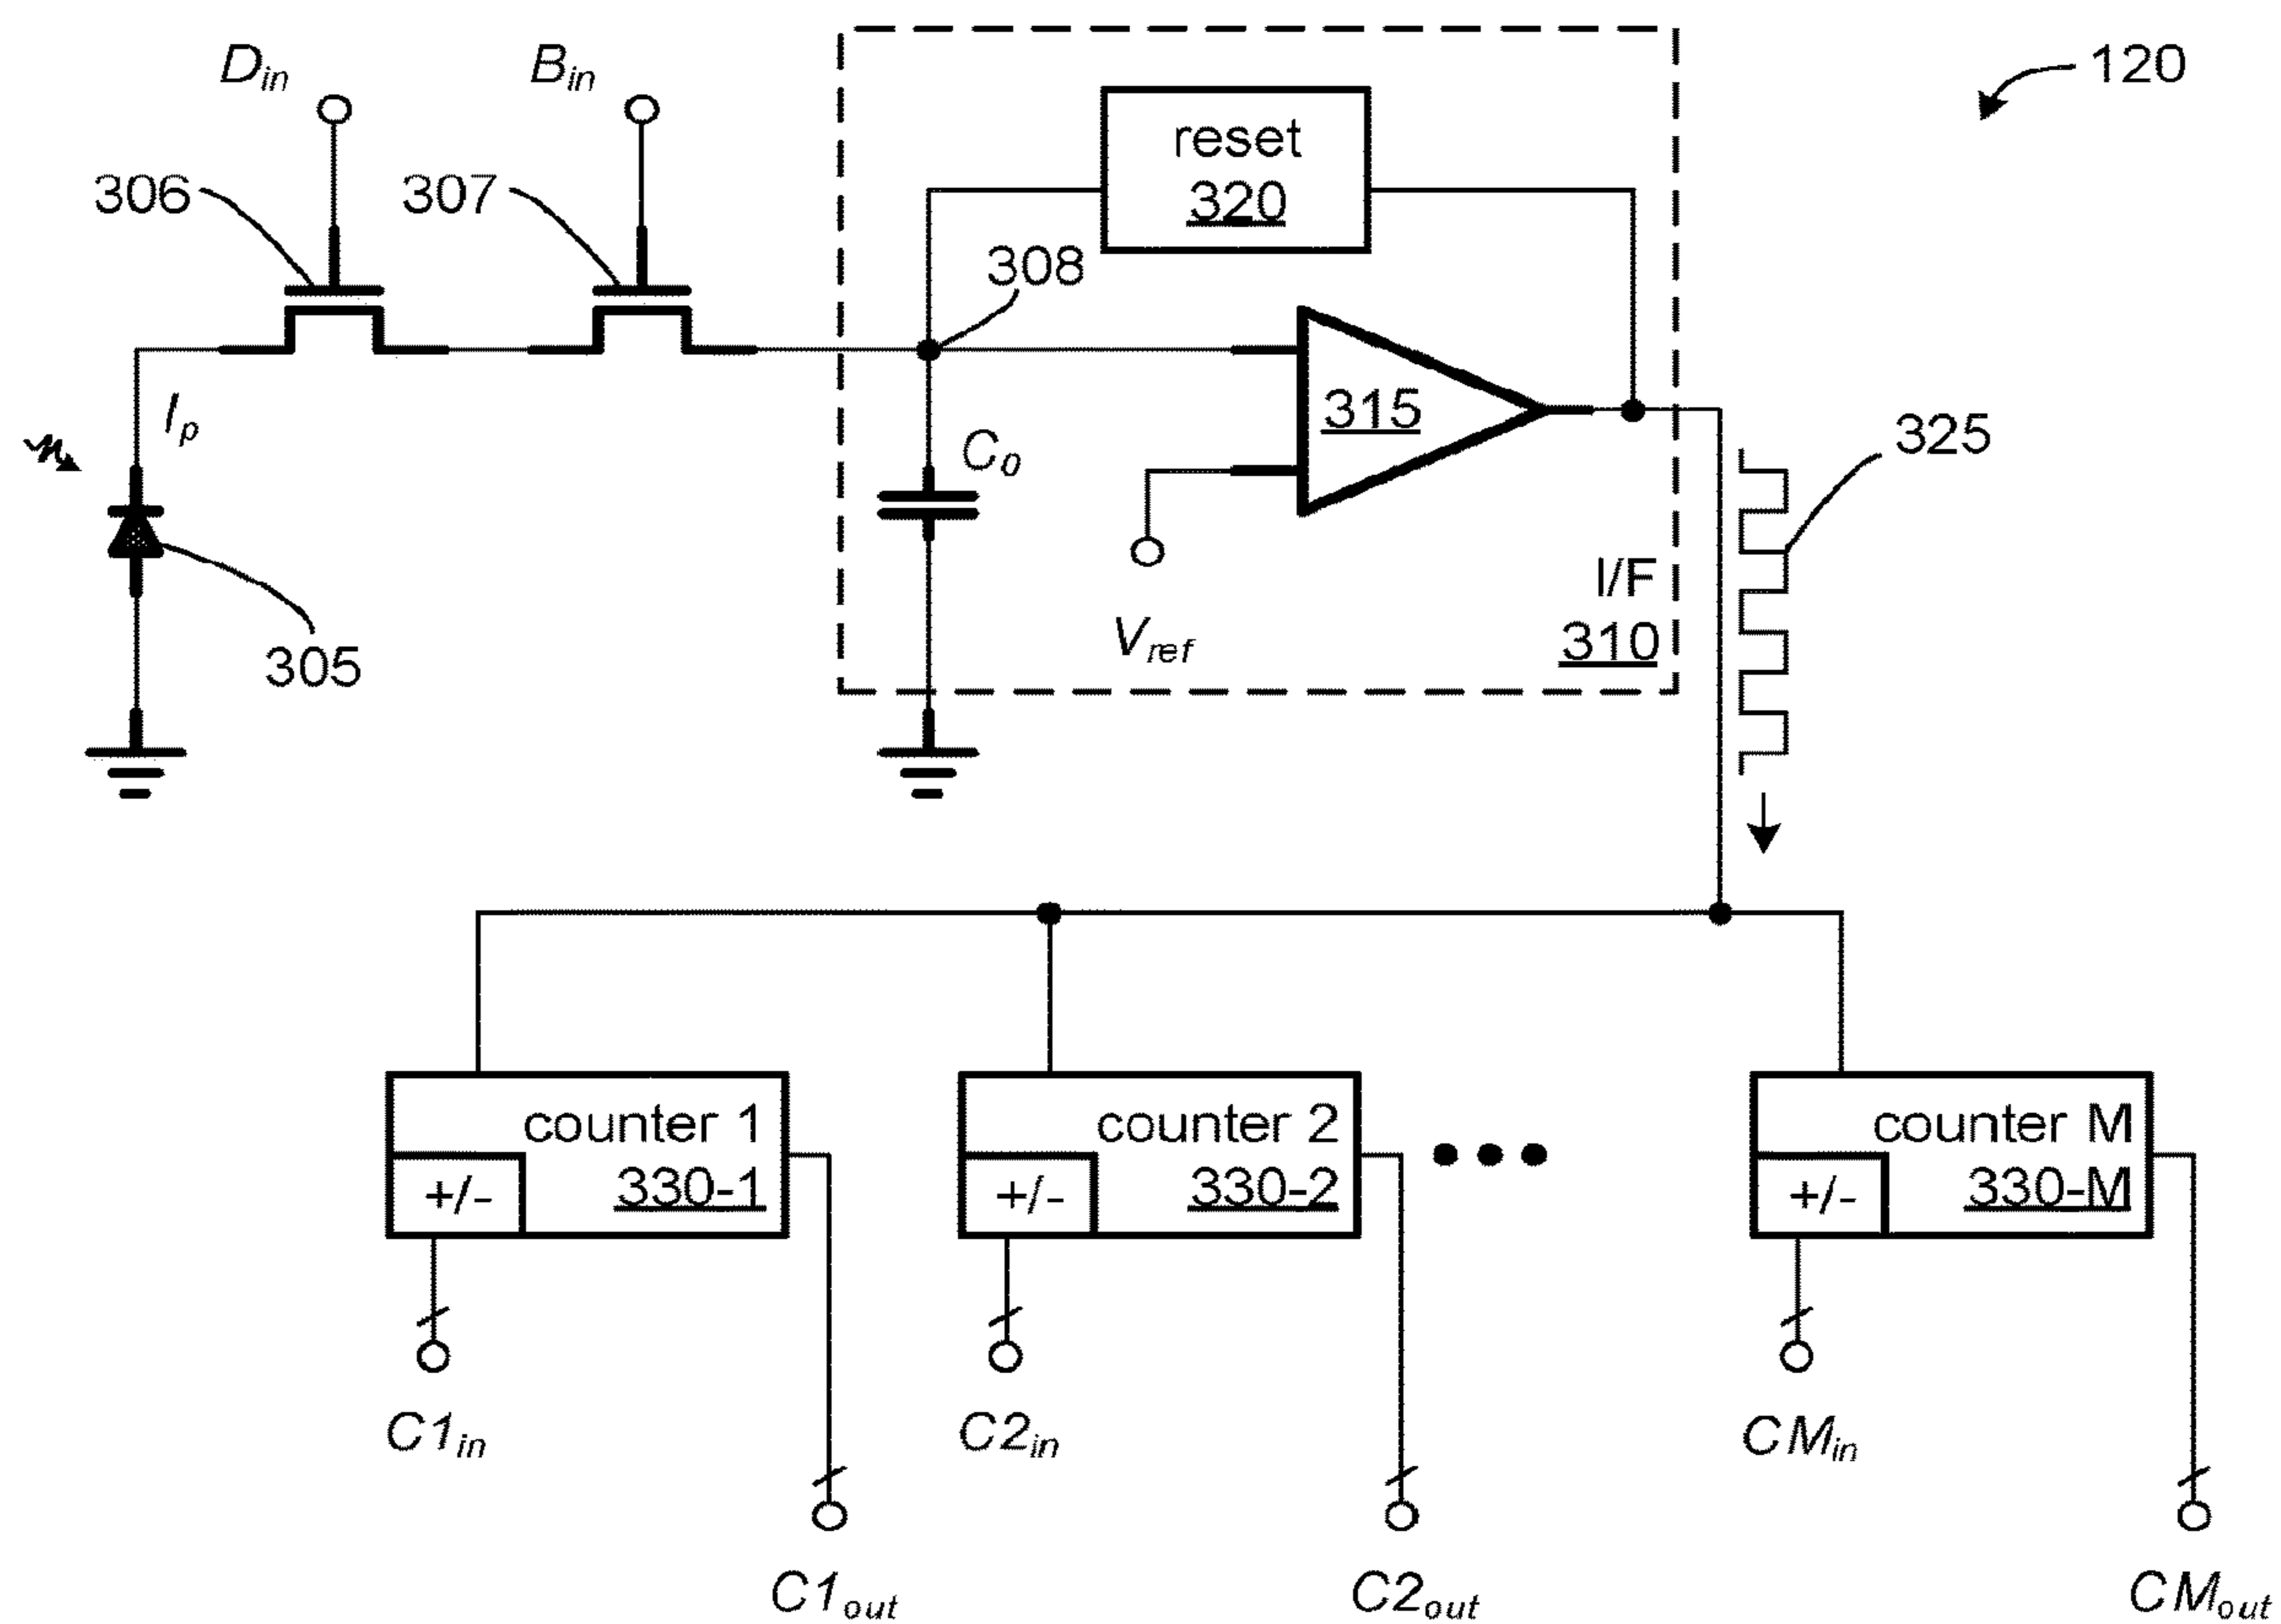 D_in
B_in
120
reset
320
306
307
308
I_p
C_o
315
325
I/F
310
V_ref
305
counter 1
330-1
+/-
counter 2
330-2
+/-
counter M
330-M
+/-
C1_in
C2_in
CM_in
C1_out
C2_out
CM_out